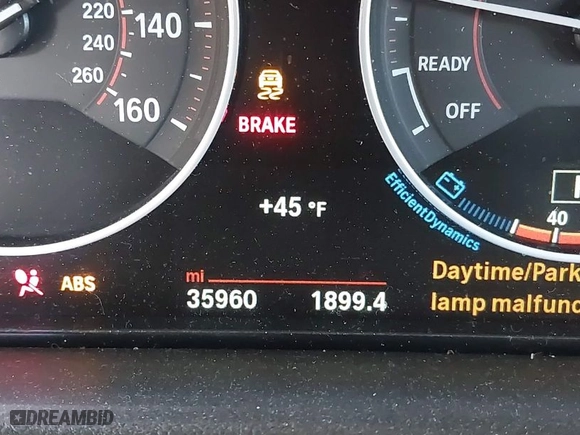 220
140
240
260
160
BRAKE
+45 °F
READY
OFF
EfficientDynamics
40
ABS
mi
35960 1899.4
Daytime/Park
lamp malfunc
DREAMBID